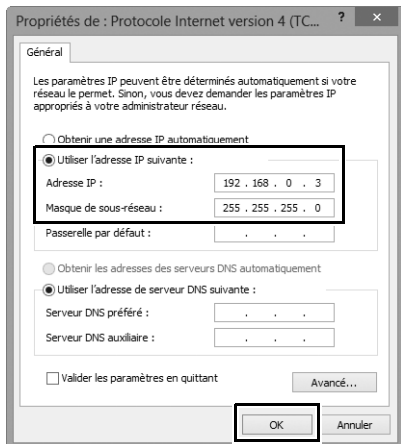 Propriétés de : Protocole Internet version 4 (TC... ? ×
Général
Les paramètres IP peuvent être déterminés automatiquement si votre
réseau le permet. Sinon, vous devez demander les paramètres IP
appropriés à votre administrateur réseau.
Obtenir une adresse IP automatiquement
Utiliser l'adresse IP suivante :
Adresse IP : 192 . 168 . 0 . 3
Masque de sous-réseau : 255 . 255 . 255 . 0
Passerelle par défaut : . . .
Obtenir les adresses des serveurs DNS automatiquement
Utiliser l'adresse de serveur DNS suivante :
Serveur DNS préféré : . . .
Serveur DNS auxiliaire : . . .
Valider les paramètres en quittant
Avancé...
OK Annuler